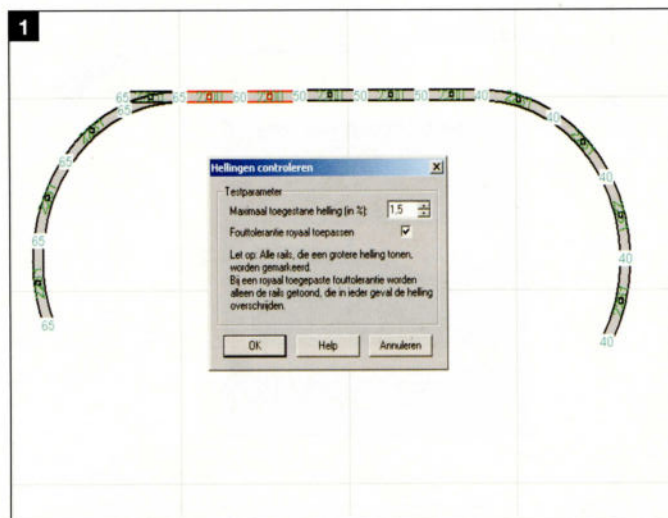 1
65 65 60 50 50 50 40
65
65 40
65 40
65 40
65 40
Hellingen controleren
Testparameter
Maximaal toegestane helling (in %): 1,5
Fouttolerantie royaal toepassen
Let op: Alle rails, die een grotere helling tonen,
worden gemarkeerd.
Bij een royaal toegepaste fouttolerantie worden
alleen de rails getoond, die in ieder geval de helling
overschrijden.
OK Help Annuleren